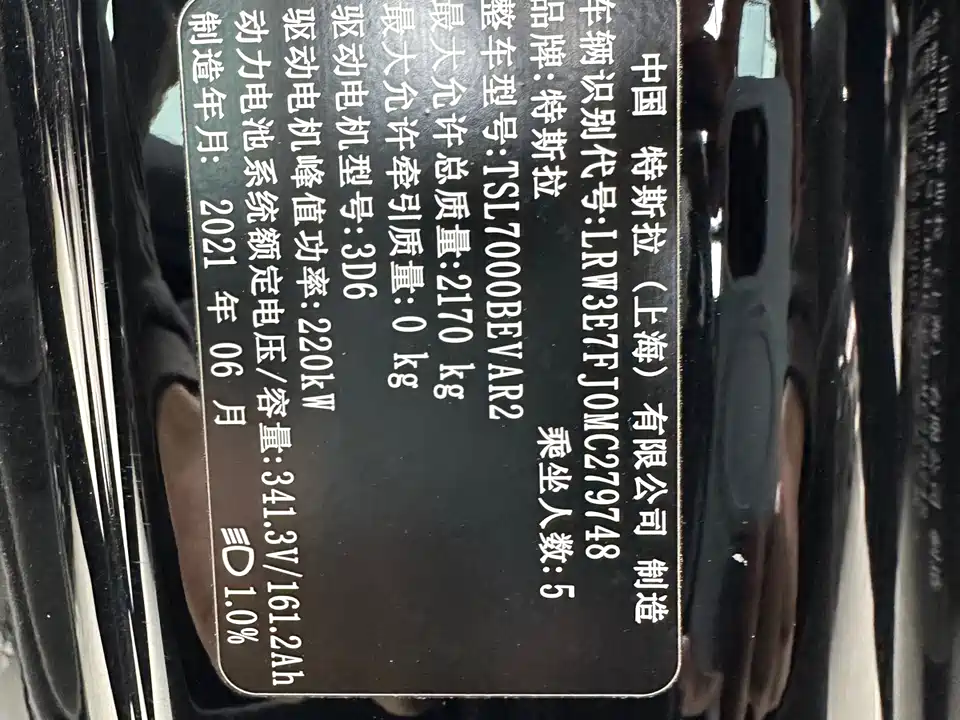 中国 特斯拉(上海)有限公司 制造
车辆识别代号:LRW3E7FJ0MC279748
品牌:特斯拉 乘坐人数:5
整车型号:TSL7000BEVAR2
最大允许总质量:2170 kg
最大允许牵引质量: 0 kg
驱动电机型号:3D6
驱动电机峰值功率:220kW
动力电池系统额定电压/容量:341.3V/161.2Ah
制造年月: 2021 年 06 月 1.0%